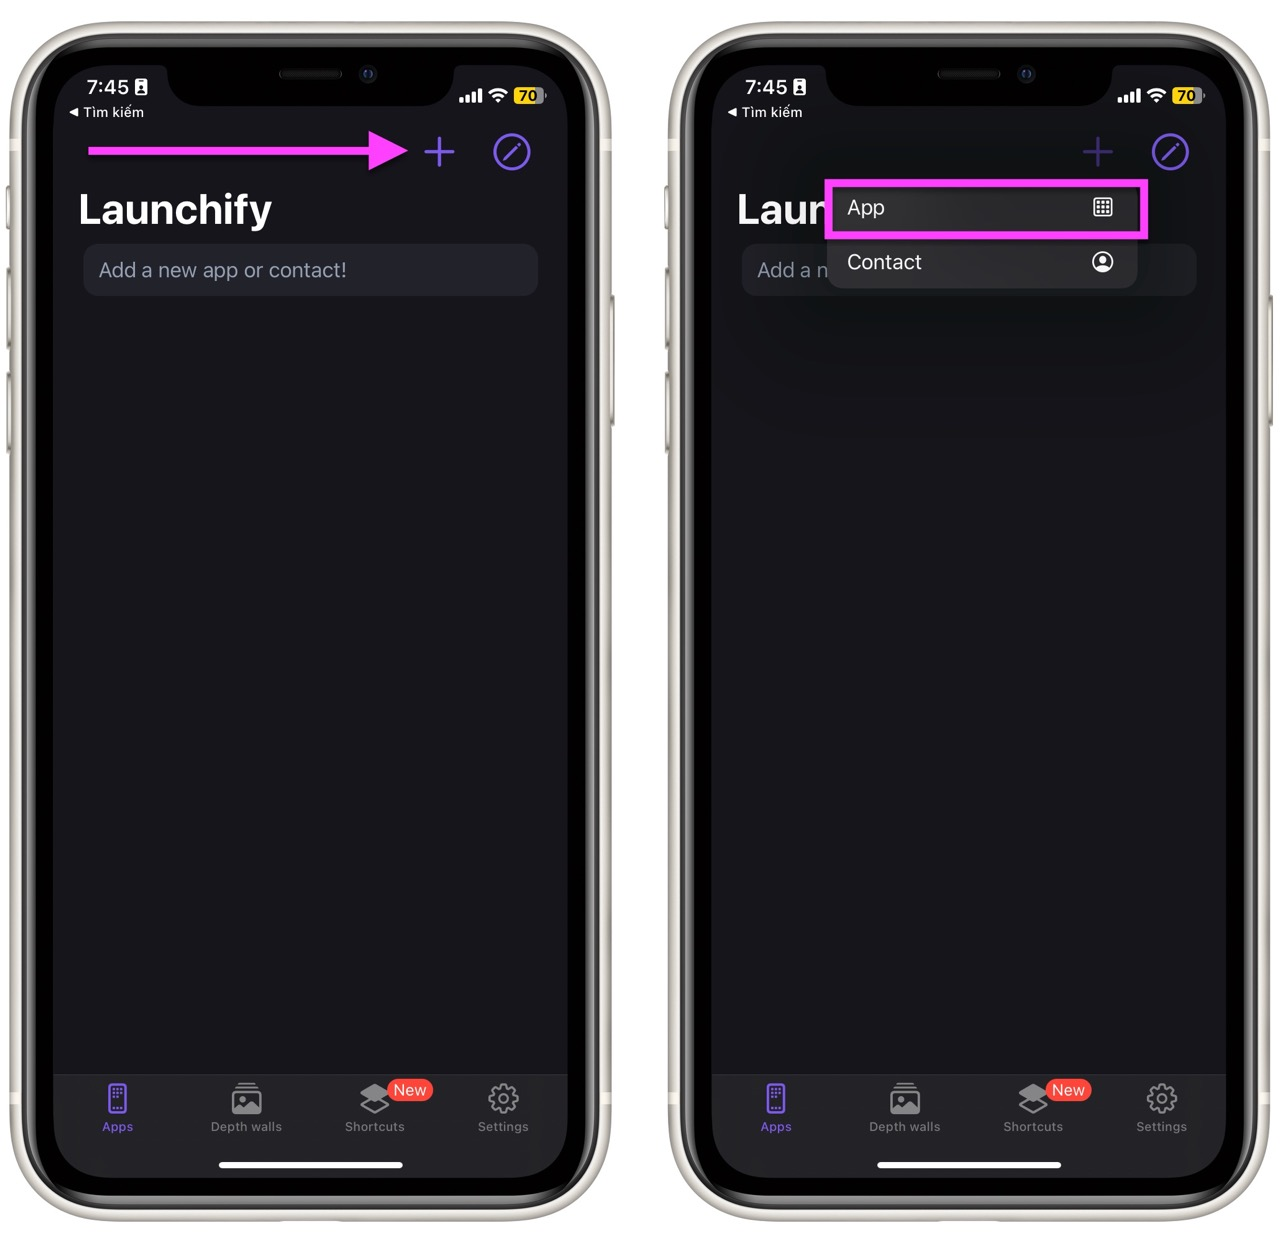 7:45
70
◀ Tìm kiếm
Launchify
Add a new app or contact!
Apps
Depth walls
Shortcuts
New
Settings
7:45
70
◀ Tìm kiếm
Laun
App
Add a n
Contact
Apps
Depth walls
Shortcuts
New
Settings